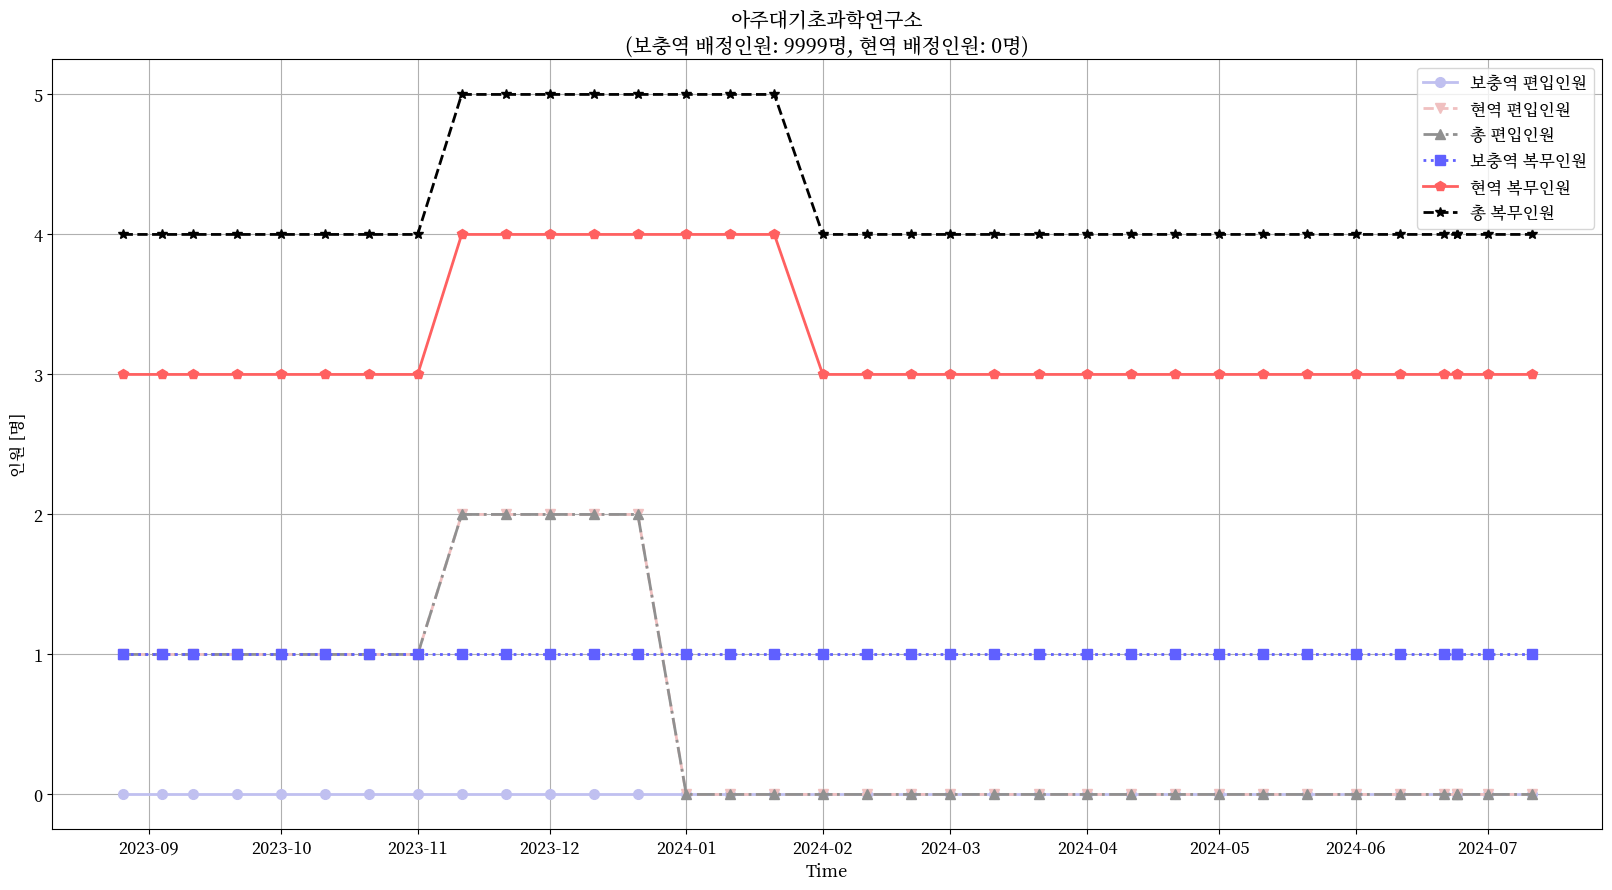 아주대기초과학연구소
(보충역 배정인원: 9999명, 현역 배정인원: 0명)
보충역 편입인원
현역 편입인원
총 편입인원
보충역 복무인원
현역 복무인원
총 복무인원
인원 [명]
5
4
3
2
1
0
2023-09 2023-10 2023-11 2023-12 2024-01 2024-02 2024-03 2024-04 2024-05 2024-06 2024-07
Time